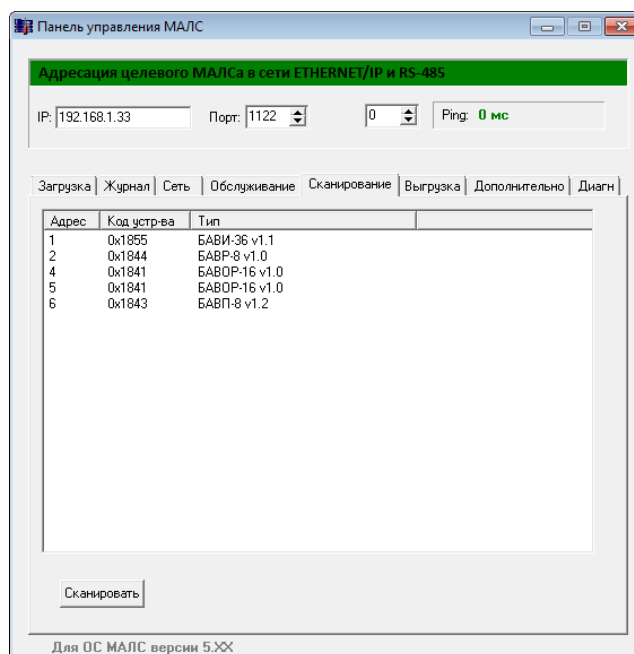 Панель управления МАЛС
Адресация целевого МАЛСа в сети ETHERNET/IP и RS-485
IP: 192.168.1.33 Порт: 1122 0 Ping: 0 мс
Загрузка Журнал Сеть Обслуживание Сканирование Выгрузка Дополнительно Диагн
Адрес Код устр-ва Тип
1 0x1855 БАВИ-36 v1.1
2 0x1844 БАВР-8 v1.0
4 0x1841 БАВОР-16 v1.0
5 0x1841 БАВОР-16 v1.0
6 0x1843 БАВП-8 v1.2
Сканировать
Для ОС МАЛС версии 5.XX